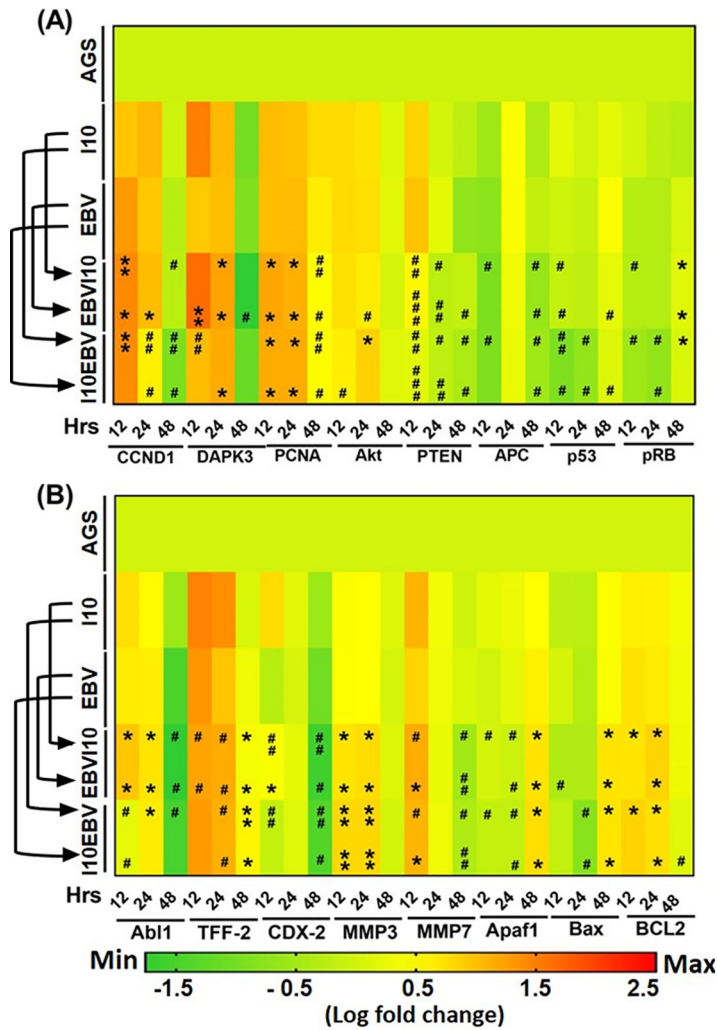 (A)
AGS
I10
EBV
EBVI10
I10EBV
* # * * * # # # # # # # *
* # #
* * * * # * * # # # # # # # *
* # # * * # # * # # # # # # # # # *
# # * * * # # # # # # # # # #
Hrs 12 24 48 12 24 48 12 24 48 12 24 48 12 24 48 12 24 48 12 24 48 12 24 48
CCND1 DAPK3 PCNA Akt PTEN APC p53 pRB
(B)
AGS
I10
EBV
EBVI10
I10EBV
* * # # # * # # * * # # # # * * * *
# #
* * # # # * * # * * * # # # * # * *
# * # # * # # * * # # # # * # * * *
# # * # * * * # # # * # * * #
Hrs 12 24 48 12 24 48 12 24 48 12 24 48 12 24 48 12 24 48 12 24 48 12 24 48
Abl1 TFF-2 CDX-2 MMP3 MMP7 Apaf1 Bax BCL2
Min Max
-1.5 - 0.5 0.5 1.5 2.5
(Log fold change)